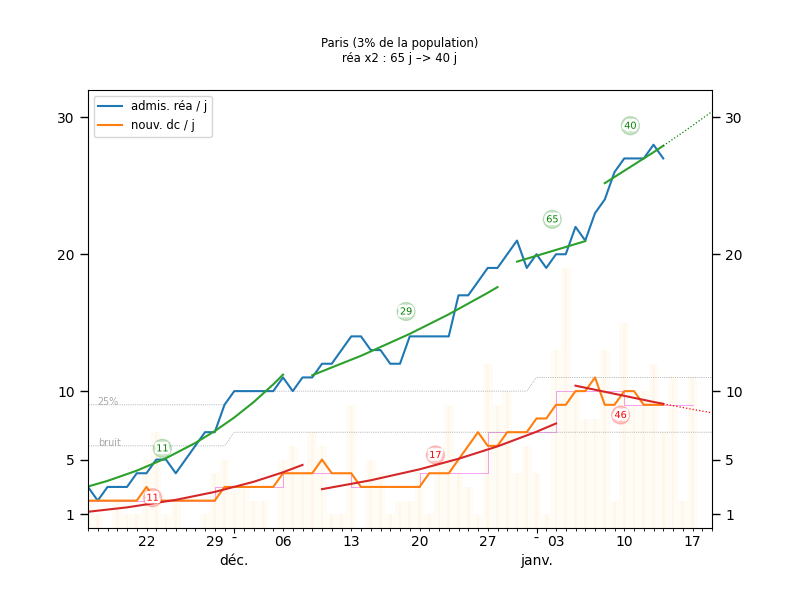 Paris (3% de la population)
réa x2 : 65 j –> 40 j
admis. réa / j
nouv. dc / j
30
30
40
65
20
20
29
11
25%
10
10
46
bruit
17
5
5
11
1
1
22 29 - 06 13 20 27 - 03 10 17
déc. janv.